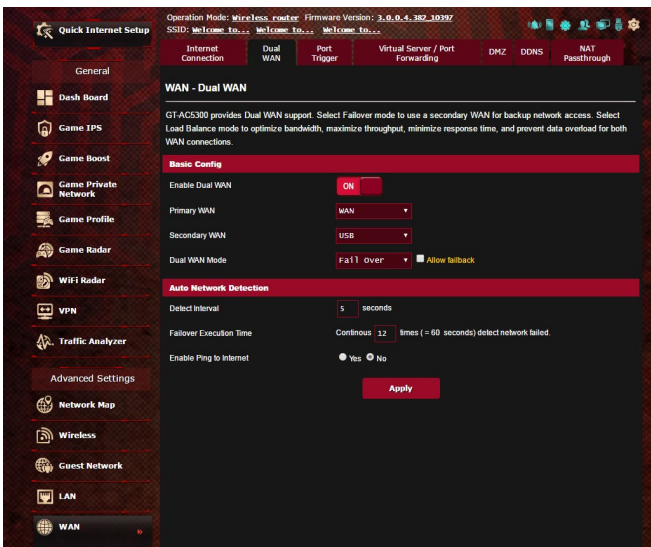 Quick Internet Setup
Operation Mode: Wireless router Firmware Version: 3.0.0.4.382_10397
SSID: Welcome to... Welcome to... Welcome to...
Internet Connection
Dual WAN
Port Trigger
Virtual Server / Port Forwarding
DMZ
DDNS
NAT Passthrough
General
Dash Board
Game IPS
Game Boost
Game Private
Network
Game Profile
Game Radar
WiFi Radar
VPN
Traffic Analyzer
Advanced Settings
Network Map
Wireless
Guest Network
LAN
WAN
WAN - Dual WAN
GT-AC5300 provides Dual WAN support. Select Failover mode to use a secondary WAN for backup network access. Select
Load Balance mode to optimize bandwidth, maximize throughput, minimize response time, and prevent data overload for both
WAN connections.
Basic Config
Enable Dual WAN ON
Primary WAN WAN
Secondary WAN USB
Dual WAN Mode Fail Over Allow failback
Auto Network Detection
Detect Interval 5 seconds
Failover Execution Time Continous 12 times ( = 60 seconds) detect network failed.
Enable Ping to Internet Yes No
Apply